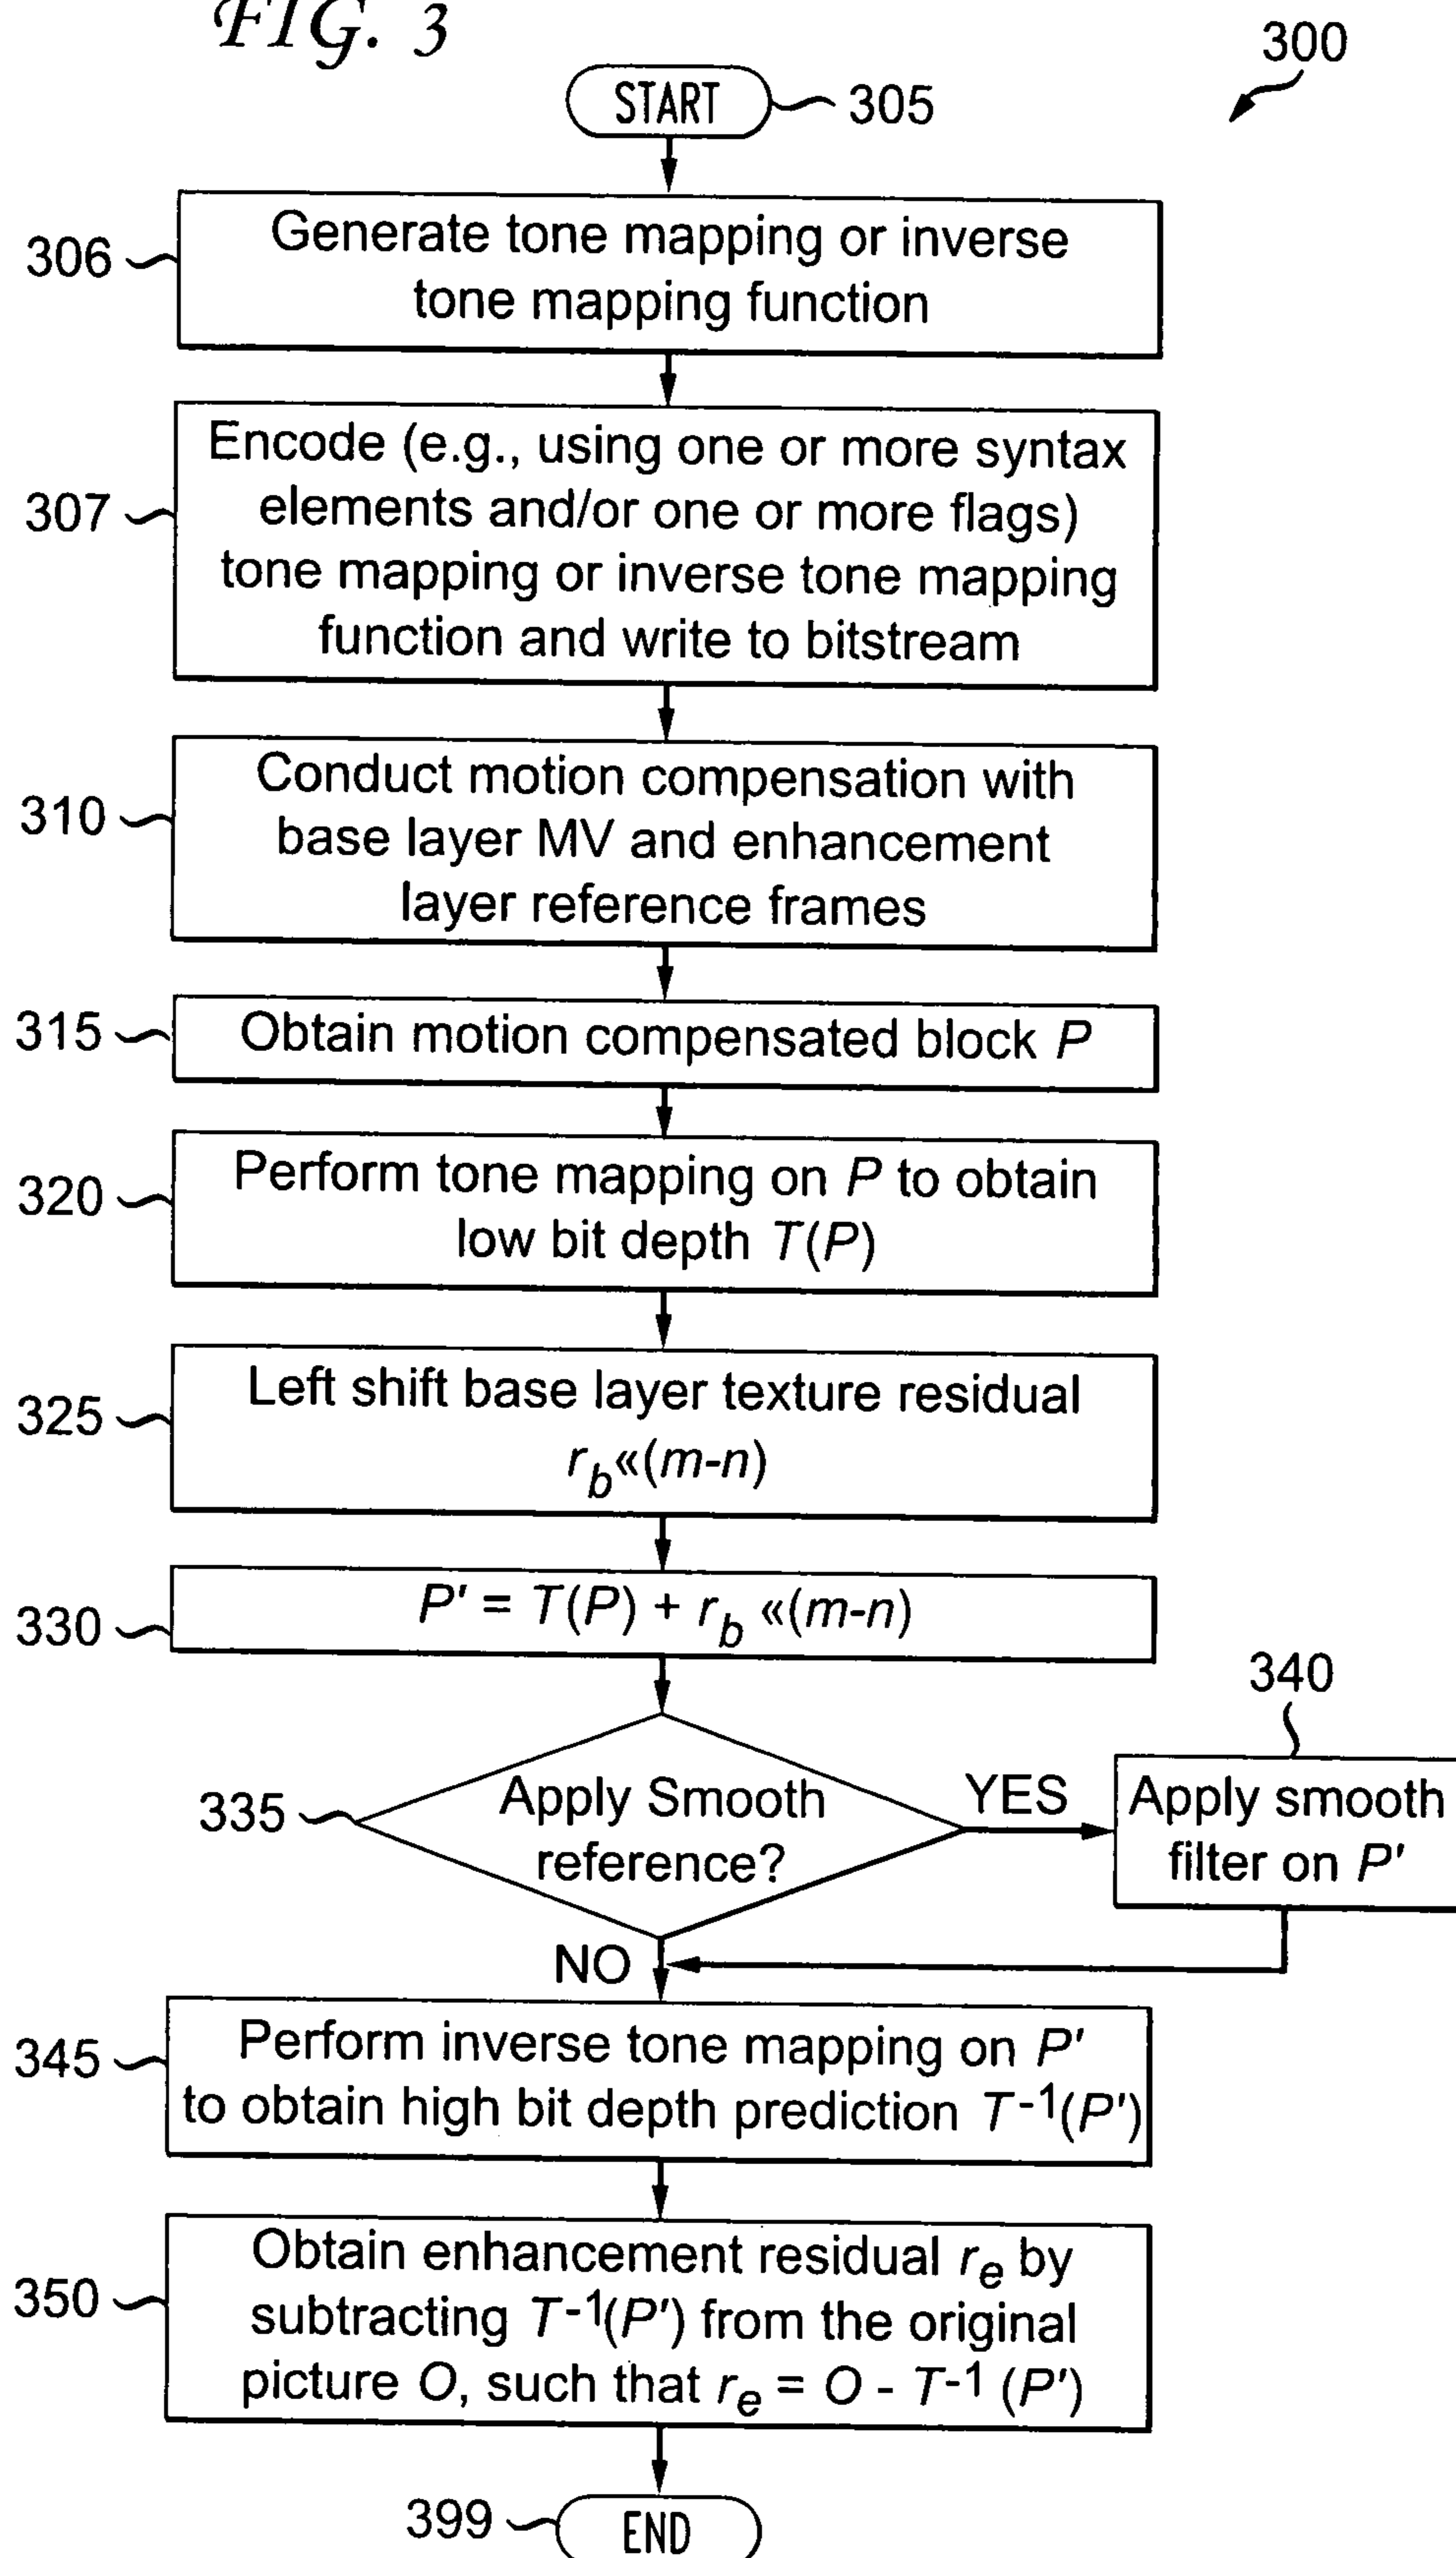 FIG. 3
300
START
305
306
Generate tone mapping or inverse
tone mapping function
307
Encode (e.g., using one or more syntax
elements and/or one or more flags)
tone mapping or inverse tone mapping
function and write to bitstream
310
Conduct motion compensation with
base layer MV and enhancement
layer reference frames
315
Obtain motion compensated block P
320
Perform tone mapping on P to obtain
low bit depth T(P)
325
Left shift base layer texture residual
r_b«(m-n)
330
P' = T(P) + r_b «(m-n)
335
Apply Smooth
reference?
YES
340
Apply smooth
filter on P'
NO
345
Perform inverse tone mapping on P'
to obtain high bit depth prediction T⁻¹(P')
350
Obtain enhancement residual r_e by
subtracting T⁻¹(P') from the original
picture O, such that r_e = O - T⁻¹ (P')
399
END